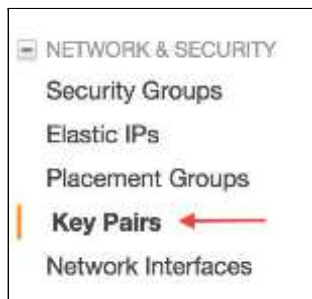 NETWORK & SECURITY
Security Groups
Elastic IPs
Placement Groups
Key Pairs
Network Interfaces